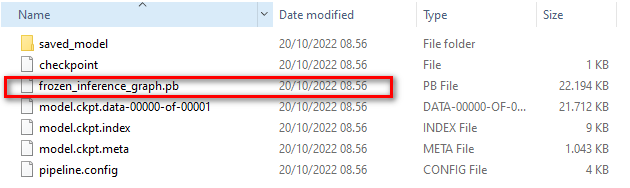 Name Date modified Type Size
saved_model 20/10/2022 08.56 File folder
checkpoint 20/10/2022 08.56 File 1 KB
frozen_inference_graph.pb 20/10/2022 08.56 PB File 22.194 KB
model.ckpt.data-00000-of-00001 20/10/2022 08.56 DATA-00000-OF-0... 21.712 KB
model.ckpt.index 20/10/2022 08.56 INDEX File 9 KB
model.ckpt.meta 20/10/2022 08.56 META File 1.043 KB
pipeline.config 20/10/2022 08.56 CONFIG File 4 KB